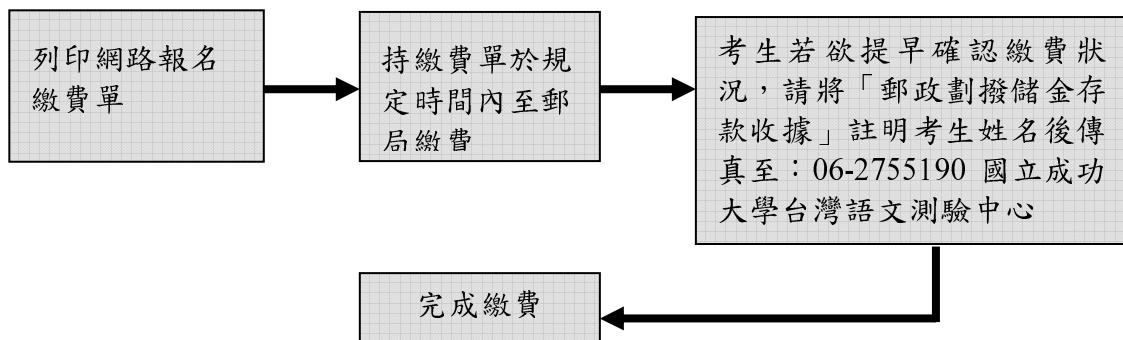 列印網路報名
繳費單
持繳費單於規
定時間內至郵
局繳費
考生若欲提早確認繳費狀
況，請將「郵政劃撥儲金存
款收據」註明考生姓名後傳
真至：06-2755190 國立成功
大學台灣語文測驗中心
完成繳費